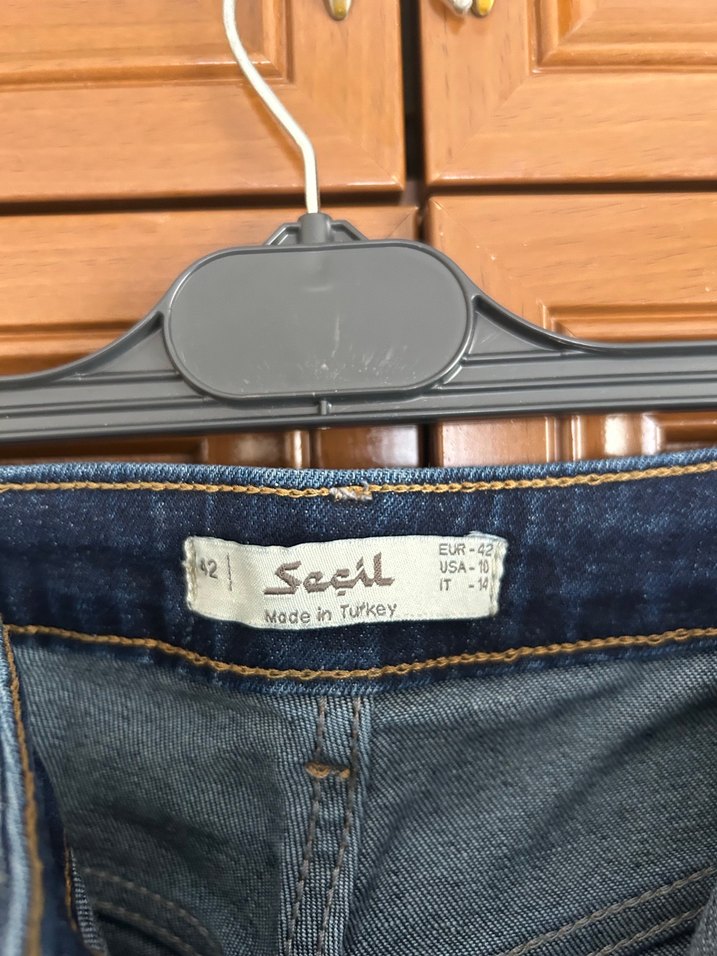 42
Seçil
Made in Turkey
EUR - 42
USA - 10
IT - 14